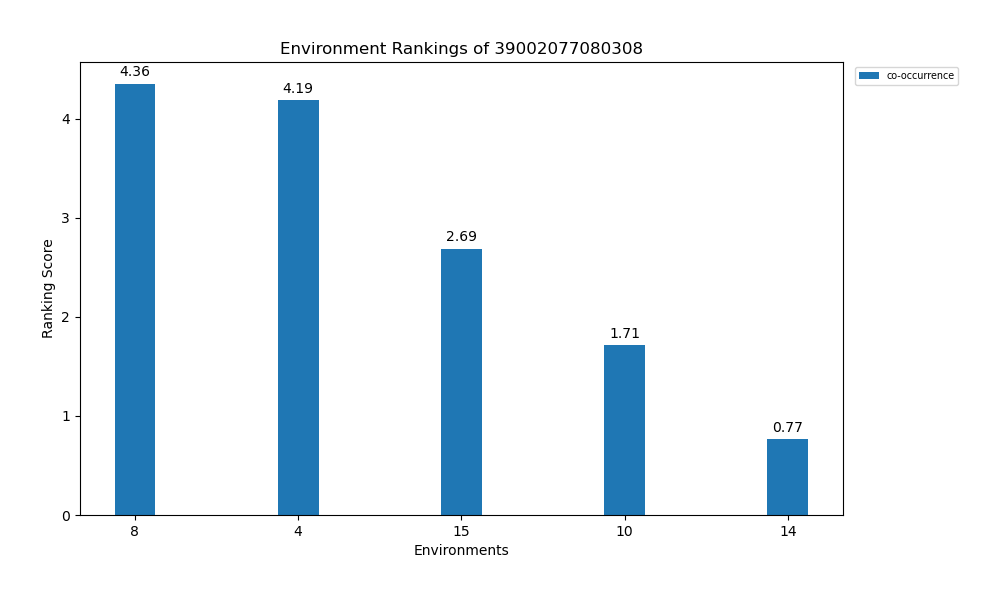 Environment Rankings of 39002077080308
co-occurrence
Ranking Score
4
3
2
1
0
4.36
4.19
2.69
1.71
0.77
8 4 15 10 14
Environments